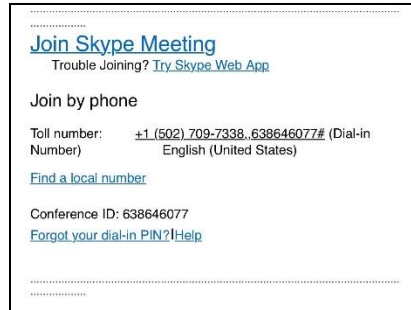 ................................................................................................
..................
Join Skype Meeting
Trouble Joining? Try Skype Web App
Join by phone
Toll number: +1 (502) 709-7338,,638646077# (Dial-in
Number) English (United States)
Find a local number
Conference ID: 638646077
Forgot your dial-in PIN?|Help
................................................................................................
..................